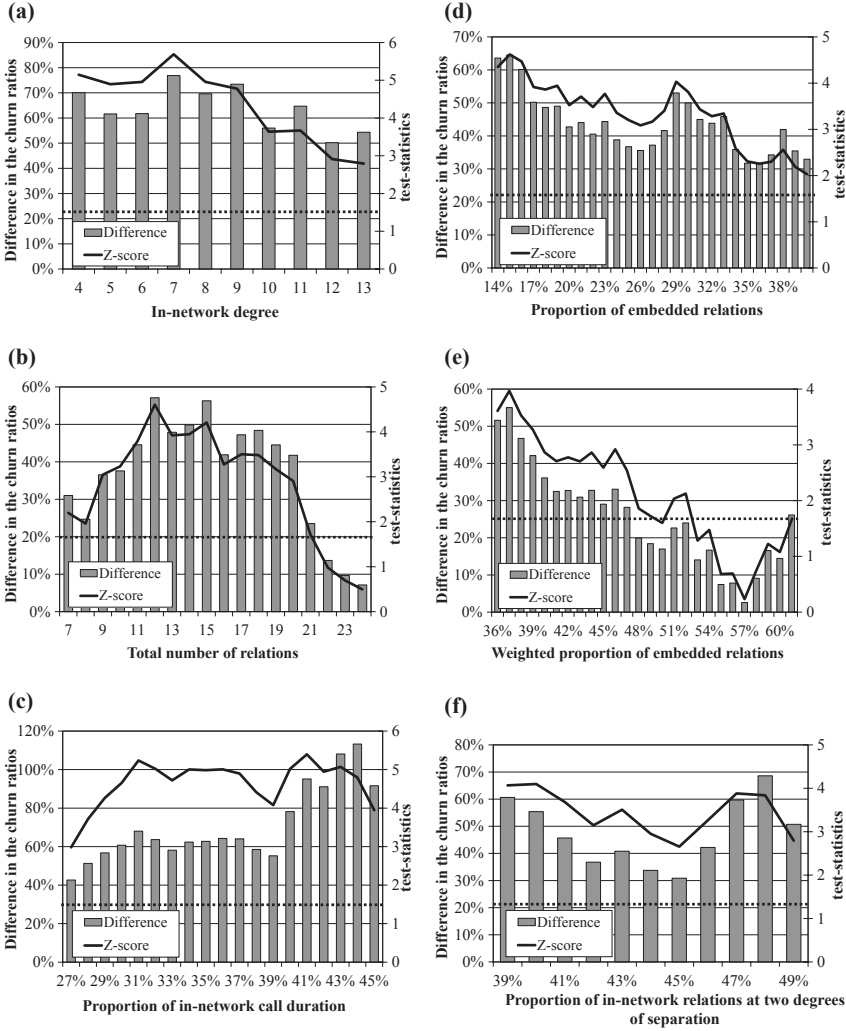 (a)
90%
80%
70%
60%
50%
40%
30%
20%
10%
0%
6
5
4
3
2
1
0
Difference in the churn ratios
test-statistics
Difference
Z-score
4 5 6 7 8 9 10 11 12 13
In-network degree
(b)
60%
50%
40%
30%
20%
10%
0%
5
4
3
2
1
0
Difference in the churn ratios
test-statistics
Difference
Z-score
7 9 11 13 15 17 19 21 23
Total number of relations
(c)
120%
100%
80%
60%
40%
20%
0%
6
5
4
3
2
1
0
Difference in the churn ratios
test-statistics
Difference
Z-score
27% 29% 31% 33% 35% 37% 39% 41% 43% 45%
Proportion of in-network call duration
(d)
70%
60%
50%
40%
30%
20%
10%
0%
5
4
3
2
1
0
Difference in the churn ratios
test-statistics
Difference
Z-score
14% 17% 20% 23% 26% 29% 32% 35% 38%
Proportion of embedded relations
(e)
60%
50%
40%
30%
20%
10%
0%
4
3
2
1
0
Difference in the churn ratios
test-statistics
Difference
Z-score
36% 39% 42% 45% 48% 51% 54% 57% 60%
Weighted proportion of embedded relations
(f)
80%
70%
60%
50%
40%
30%
20%
10%
0%
5
4
3
2
1
0
Difference in the churn ratios
test-statistics
Difference
Z-score
39% 41% 43% 45% 47% 49%
Proportion of in-network relations at two degrees
of separation